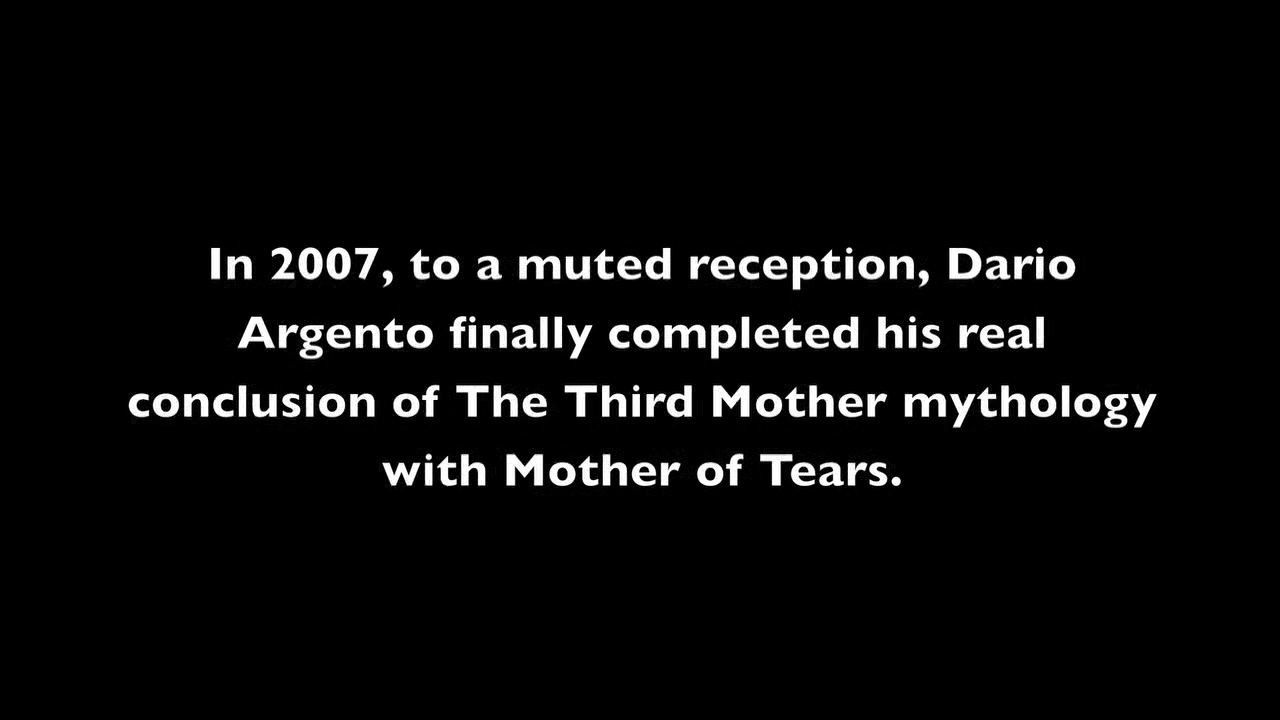 In 2007, to a muted reception, Dario
Argento finally completed his real
conclusion of The Third Mother mythology
with Mother of Tears.